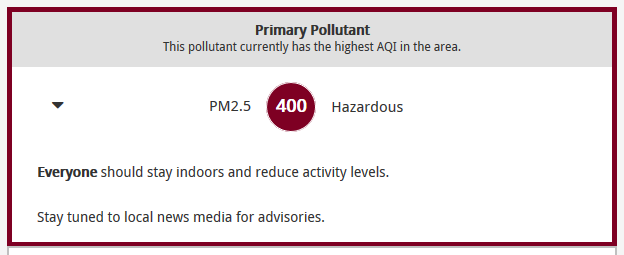 Primary Pollutant
This pollutant currently has the highest AQI in the area.
PM2.5 400 Hazardous
Everyone should stay indoors and reduce activity levels.
Stay tuned to local news media for advisories.